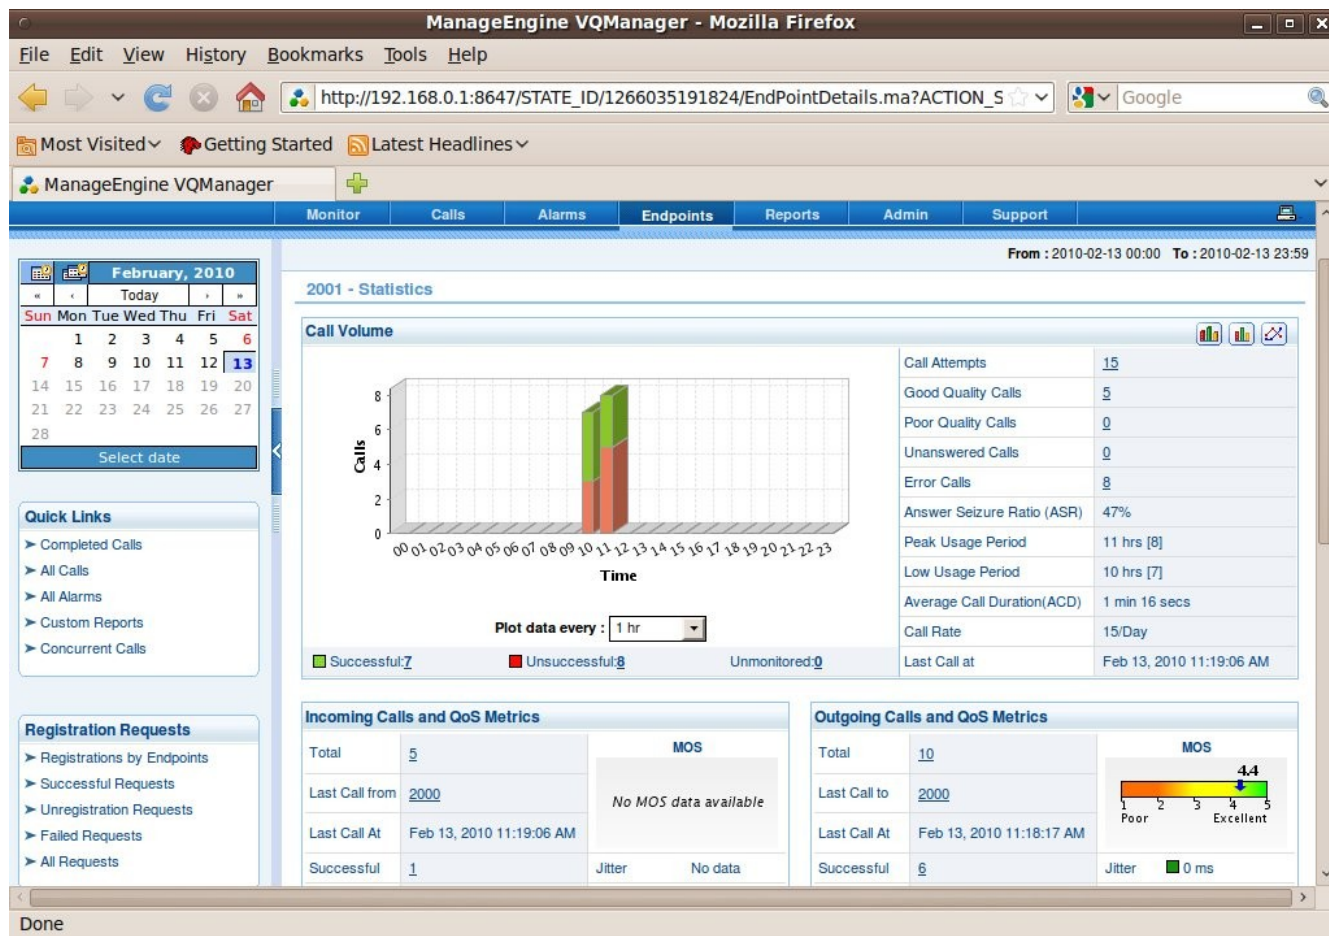 ManageEngine VQManager - Mozilla Firefox
File Edit View History Bookmarks Tools Help
http://192.168.0.1:8647/STATE_ID/1266035191824/EndPointDetails.ma?ACTION_S
Google
Most Visited Getting Started Latest Headlines
ManageEngine VQManager
Monitor Calls Alarms Endpoints Reports Admin Support
From : 2010-02-13 00:00 To : 2010-02-13 23:59
February, 2010
« ‹ Today › »
Sun Mon Tue Wed Thu Fri Sat
1 2 3 4 5 6
7 8 9 10 11 12 13
14 15 16 17 18 19 20
21 22 23 24 25 26 27
28
Select date
Quick Links
Completed Calls
All Calls
All Alarms
Custom Reports
Concurrent Calls
Registration Requests
Registrations by Endpoints
Successful Requests
Unregistration Requests
Failed Requests
All Requests
2001 - Statistics
Call Volume
8
6
4
2
0
Calls
00 01 02 03 04 05 06 07 08 09 10 11 12 13 14 15 16 17 18 19 20 21 22 23
Time
Plot data every : 1 hr
Successful:7 Unsuccessful:8 Unmonitored:0
Call Attempts 15
Good Quality Calls 5
Poor Quality Calls 0
Unanswered Calls 0
Error Calls 8
Answer Seizure Ratio (ASR) 47%
Peak Usage Period 11 hrs [8]
Low Usage Period 10 hrs [7]
Average Call Duration(ACD) 1 min 16 secs
Call Rate 15/Day
Last Call at Feb 13, 2010 11:19:06 AM
Incoming Calls and QoS Metrics
Total 5
Last Call from 2000
Last Call At Feb 13, 2010 11:19:06 AM
Successful 1
MOS
No MOS data available
Jitter No data
Outgoing Calls and QoS Metrics
Total 10
Last Call to 2000
Last Call At Feb 13, 2010 11:18:17 AM
Successful 6
MOS
4.4
1 2 3 4 5
Poor Excellent
Jitter 0 ms
Done